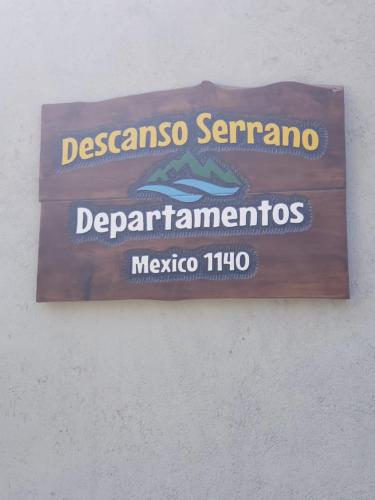 Descanso Serrano
Departamentos
Mexico 1140